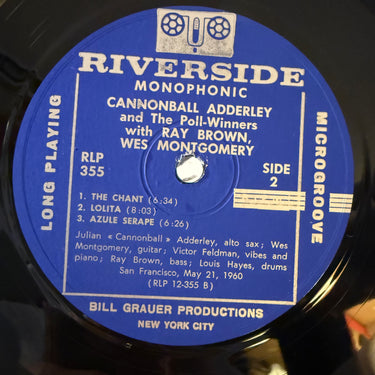 RIVERSIDE
MONOPHONIC
CANNONBALL ADDERLEY
and The Poll-Winners
with RAY BROWN,
WES MONTGOMERY
LONG PLAYING
MICROGROOVE
RLP
355
SIDE
2
1. THE CHANT (6:34)
2. LOLITA (8:03)
3. AZULE SERAPE (6:26)
Julian « Cannonball » Adderley, alto sax; Wes
Montgomery, guitar; Victor Feldman, vibes and
piano; Ray Brown, bass; Louis Hayes, drums
San Francisco, May 21, 1960
(RLP 12-355 B)
BILL GRAUER PRODUCTIONS
NEW YORK CITY